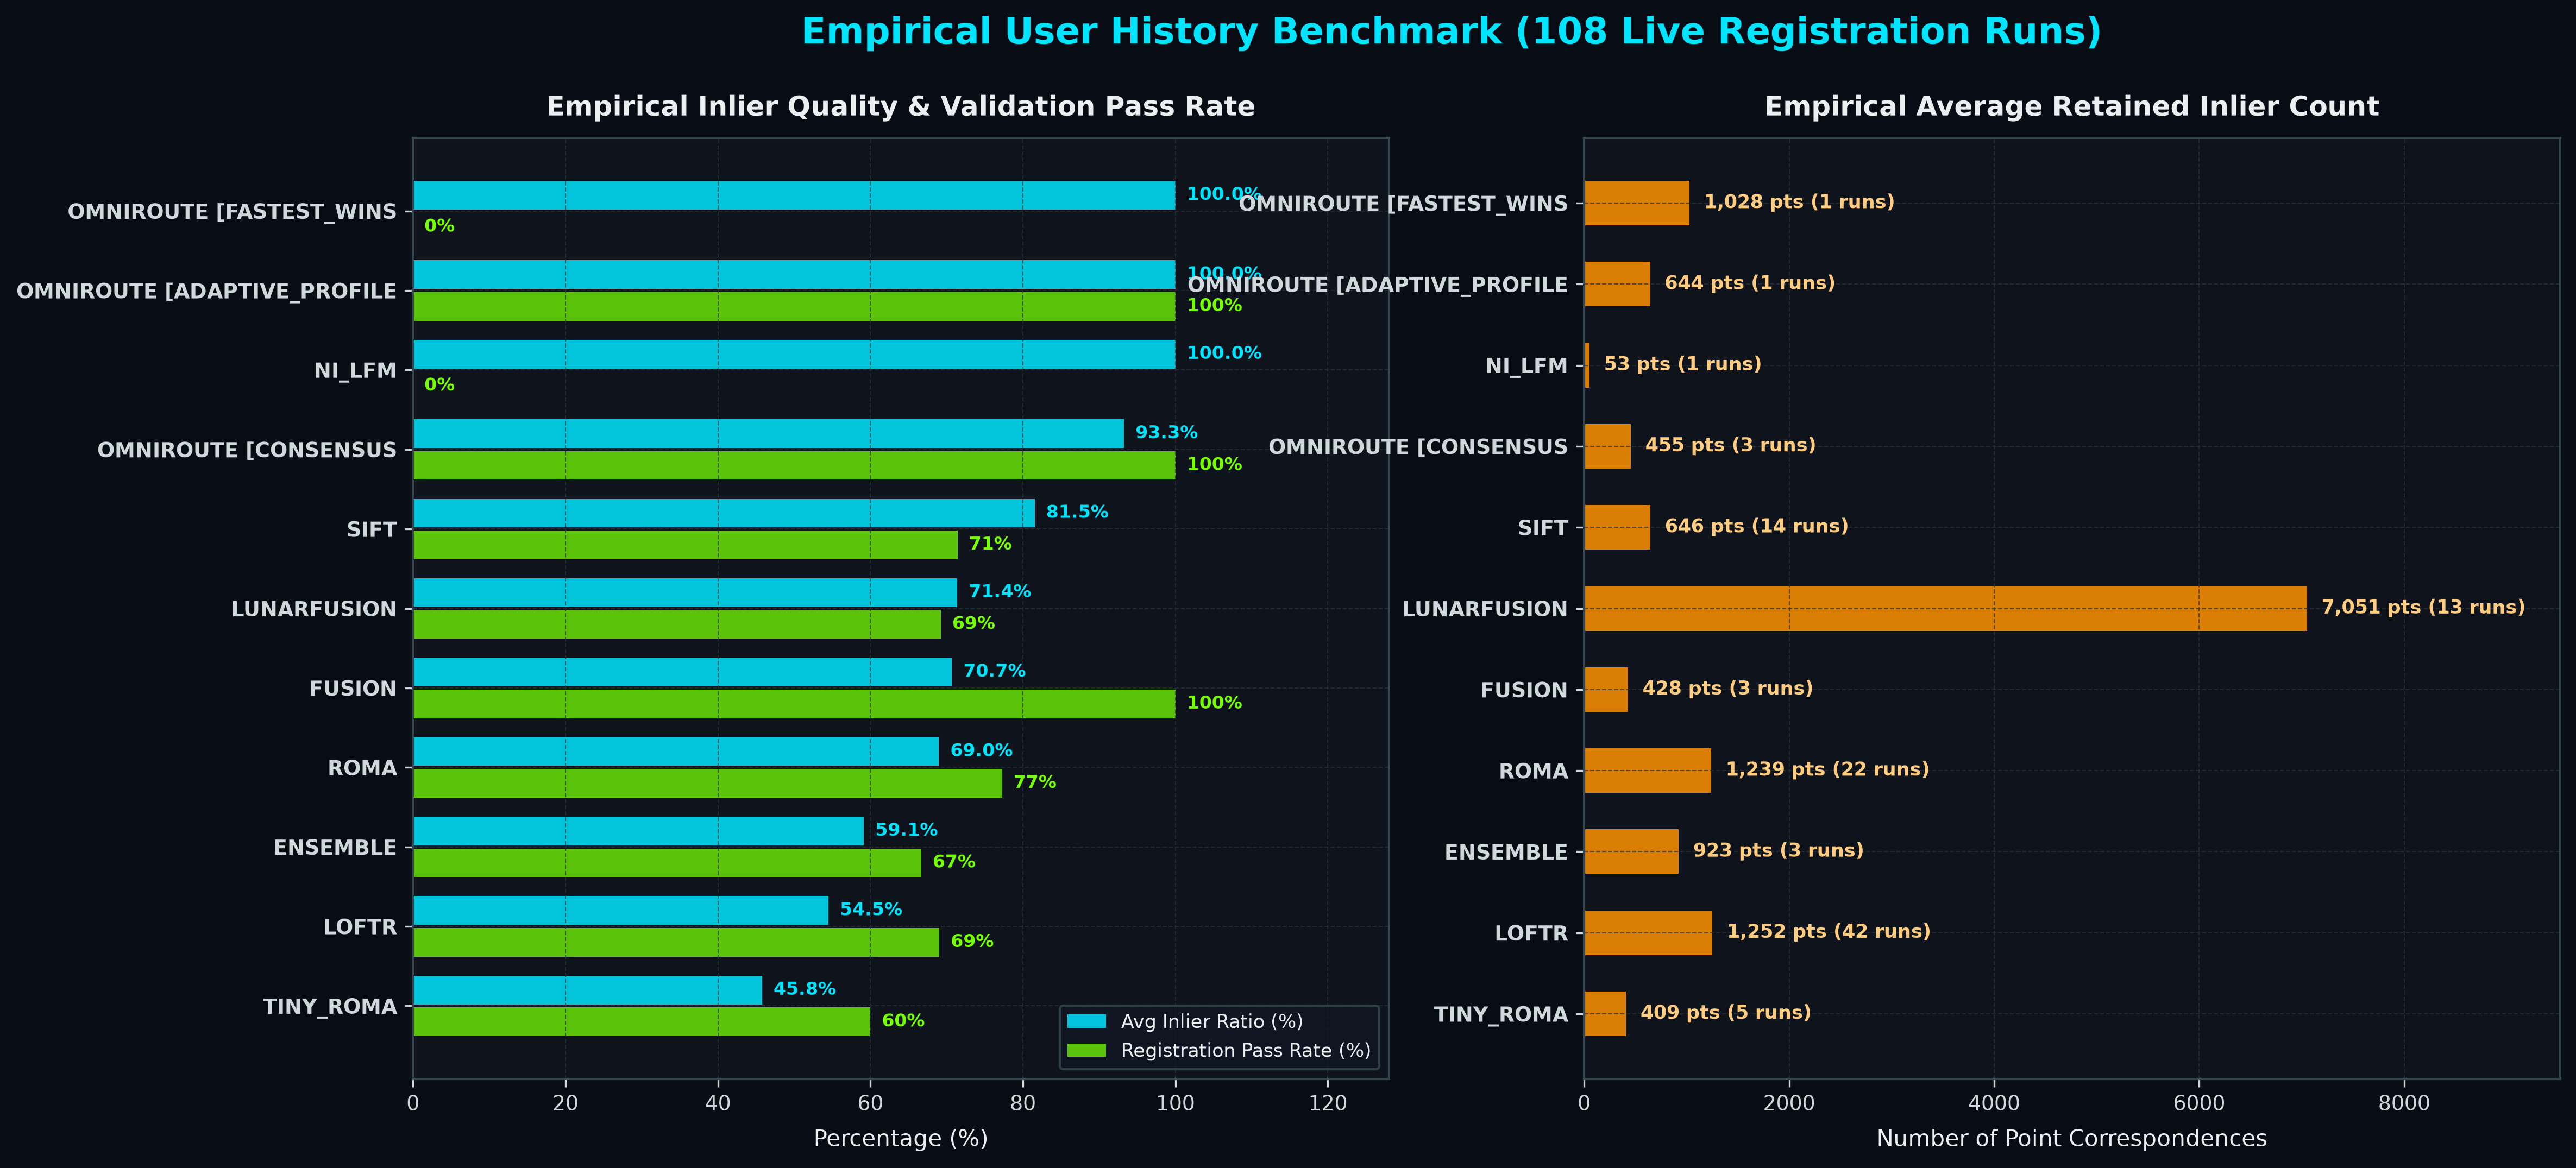 Empirical User History Benchmark (108 Live Registration Runs)
Empirical Inlier Quality & Validation Pass Rate
OMNIROUTE [FASTEST_WINS
100.0%
0%
OMNIROUTE [ADAPTIVE_PROFILE
100.0%
100%
NI_LFM
100.0%
0%
OMNIROUTE [CONSENSUS
93.3%
100%
SIFT
81.5%
71%
LUNARFUSION
71.4%
69%
FUSION
70.7%
100%
ROMA
69.0%
77%
ENSEMBLE
59.1%
67%
LOFTR
54.5%
69%
TINY_ROMA
45.8%
60%
Avg Inlier Ratio (%)
Registration Pass Rate (%)
0 20 40 60 80 100 120
Percentage (%)
Empirical Average Retained Inlier Count
OMNIROUTE [FASTEST_WINS 1,028 pts (1 runs)
OMNIROUTE [ADAPTIVE_PROFILE 644 pts (1 runs)
NI_LFM 53 pts (1 runs)
OMNIROUTE [CONSENSUS 455 pts (3 runs)
SIFT 646 pts (14 runs)
LUNARFUSION 7,051 pts (13 runs)
FUSION 428 pts (3 runs)
ROMA 1,239 pts (22 runs)
ENSEMBLE 923 pts (3 runs)
LOFTR 1,252 pts (42 runs)
TINY_ROMA 409 pts (5 runs)
0 2000 4000 6000 8000
Number of Point Correspondences